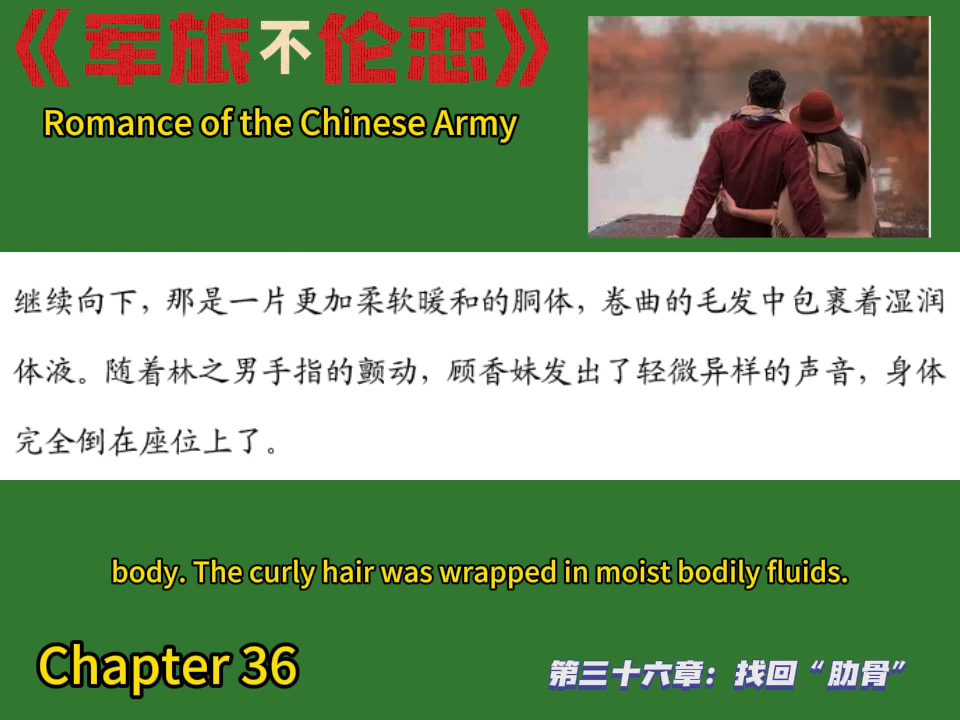 《军旅不伦恋》
Romance of the Chinese Army
继续向下，那是一片更加柔软暖和的胴体，卷曲的毛发中包裹着湿润
体液。随着林之男手指的颤动，顾香妹发出了轻微异样的声音，身体
完全倒在座位上了。
body. The curly hair was wrapped in moist bodily fluids.
Chapter 36
第三十六章：找回“肋骨”